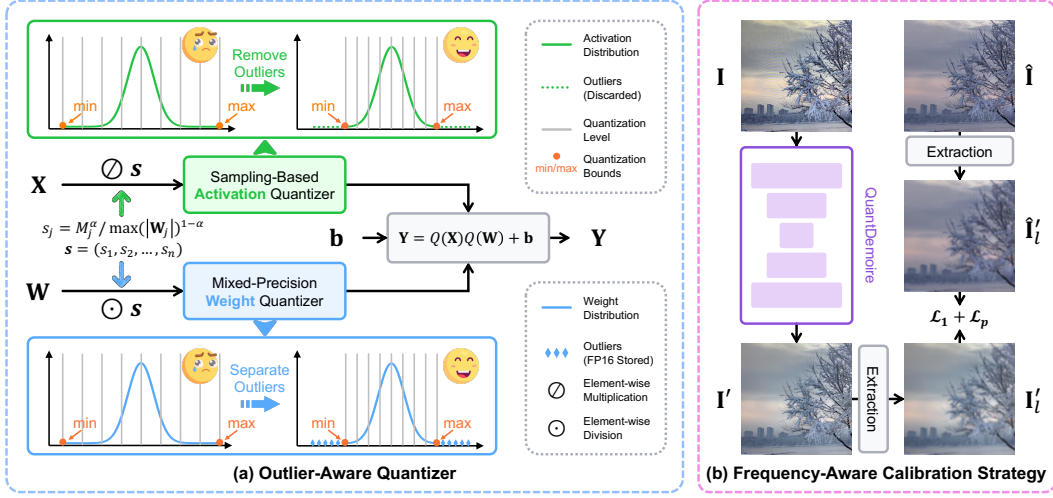 Remove
Outliers
min
max
min
max
Activation
Distribution
Outliers
(Discarded)
Quantization
Level
min/max
Quantization
Bounds
X
⊘ s
Sampling-Based
Activation Quantizer
s_j = M_j^α / max(|W_j|)^{1-α}
s = (s_1, s_2, ..., s_n)
b
Y = Q(X)Q(W) + b
Y
W
⊙ s
Mixed-Precision
Weight Quantizer
Separate
Outliers
min
max
min
max
Weight
Distribution
Outliers
(FP16 Stored)
Element-wise
Multiplication
Element-wise
Division
(a) Outlier-Aware Quantizer
I
Î
Extraction
QuantDemoire
Î'_l
ℒ_1 + ℒ_p
I'
Extraction
I'_l
(b) Frequency-Aware Calibration Strategy